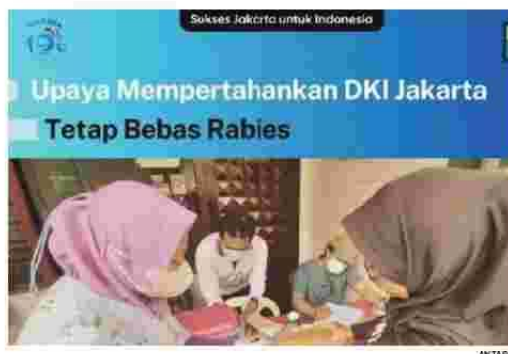 Sukses Jakarta untuk Indonesia
Upaya Mempertahankan DKI Jakarta
Tetap Bebas Rabies